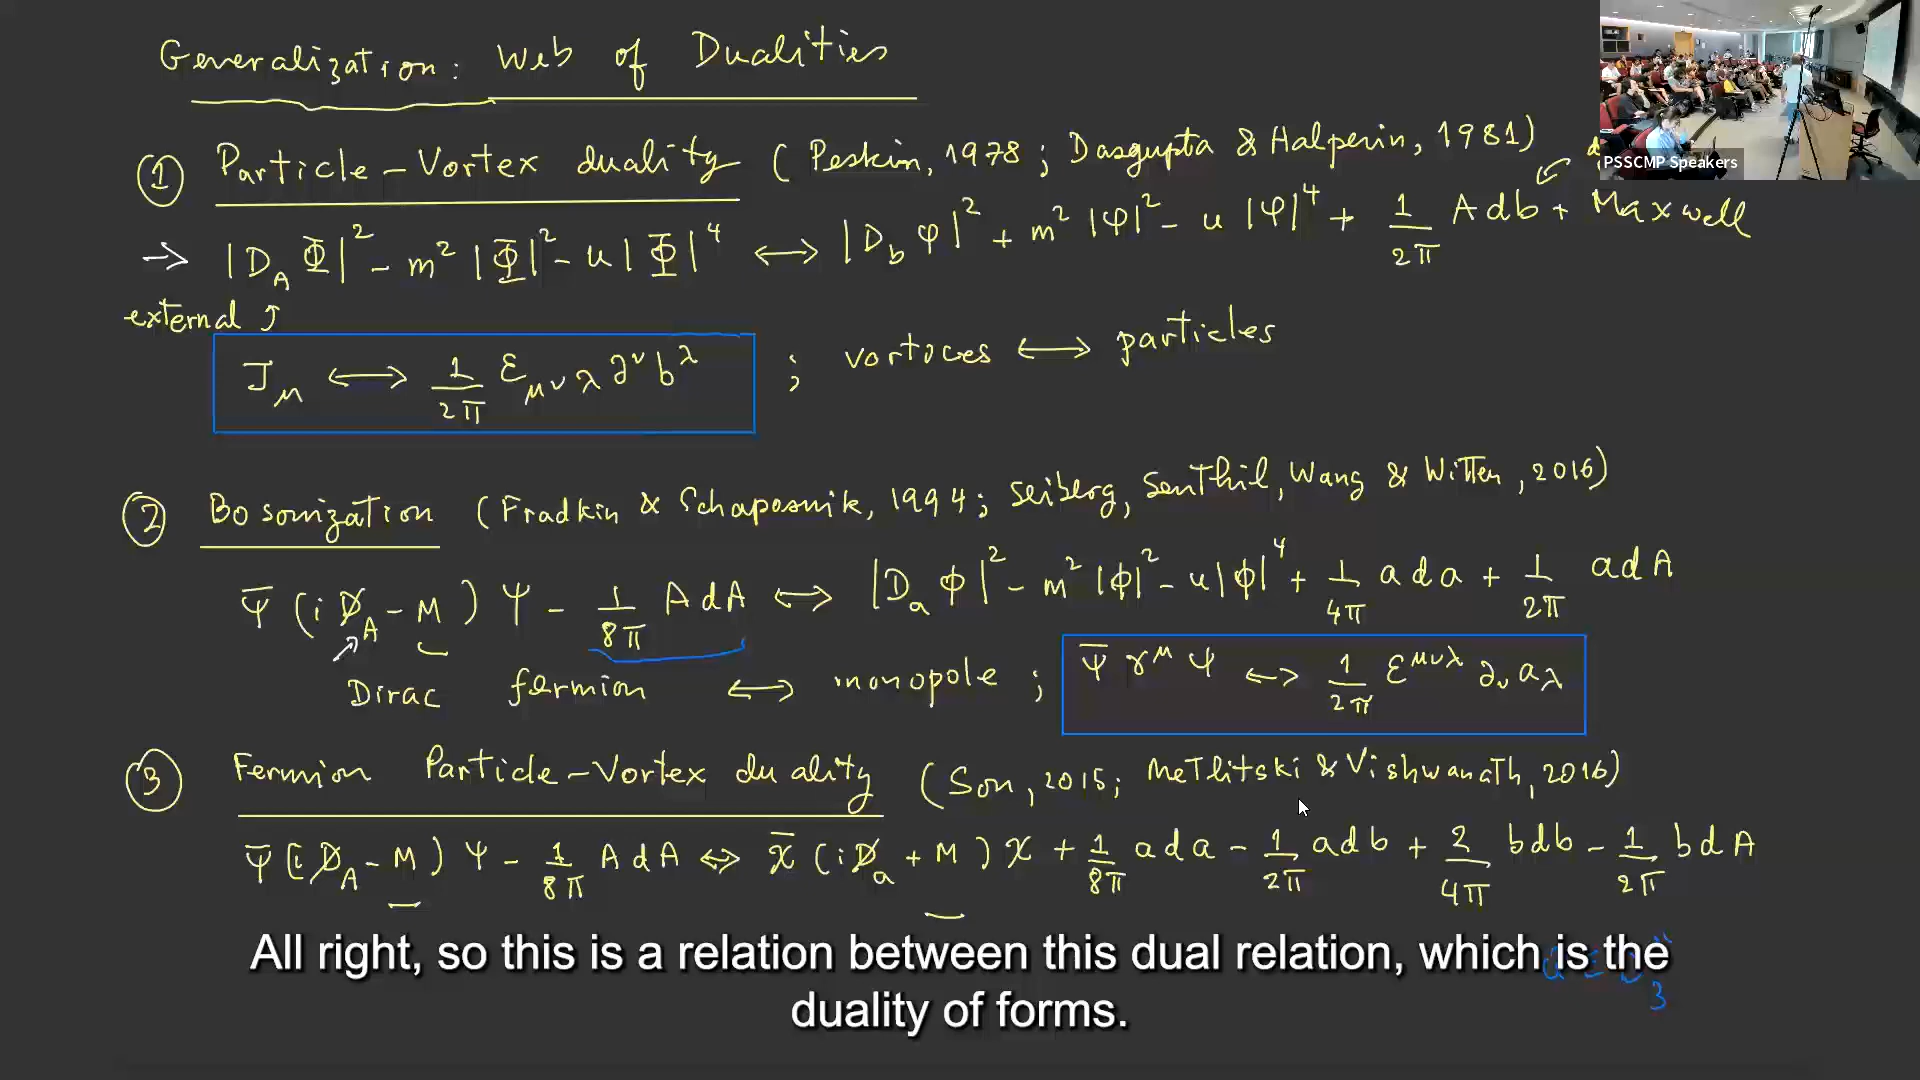 Generalization: Web of Dualities
① Particle-Vortex duality (Peskin, 1978; Dasgupta & Halperin, 1981)
PSSCMP Speakers
→ |D_A Φ|² - m² |Φ|² - u |Φ|⁴ ⟷ |D_b φ|² + m² |φ|² - u |φ|⁴ + 1/2π Adb + Maxwell
external ↑
J_μ ⟷ 1/2π ε_μνλ ∂^ν b^λ ; vortices ⟷ particles
② Bosonization (Fradkin & Schaposnik, 1994; Seiberg, Senthil, Wang & Witten, 2016)
Ψ̄ (i D̸_A - M) Ψ - 1/8π AdA ⟷ |D_a ϕ|² - m² |ϕ|² - u |ϕ|⁴ + 1/4π ada + 1/2π adA
Dirac fermion ⟷ monopole ; Ψ̄ γ^μ Ψ ⟷ 1/2π ε^μνλ ∂_ν a_λ
③ Fermion Particle-Vortex duality (Son, 2015; Metlitski & Vishwanath, 2016)
Ψ̄ [i D̸_A - M) Ψ - 1/8π AdA ⟷ χ̄ (i D̸_a + M) χ + 1/8π ada - 1/2π adb + 2/4π bdb - 1/2π bdA
All right, so this is a relation between this dual relation, which is the
duality of forms.